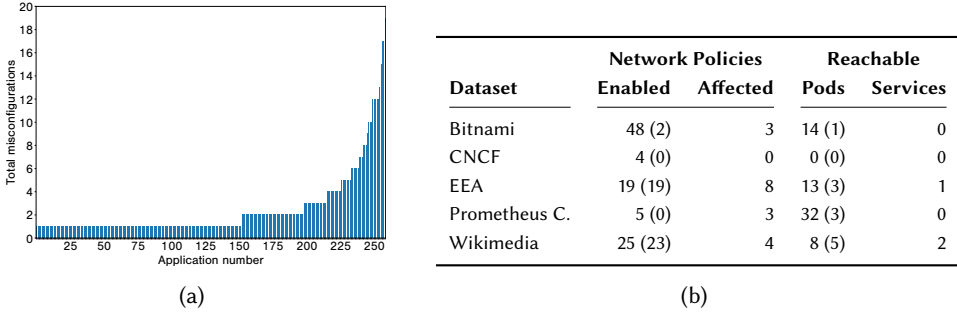 20
18
16
14
12
10
8
6
4
2
0
Total misconfigurations
25 50 75 100 125 150 175 200 225 250
Application number
(a)
Network Policies Reachable
Dataset Enabled Affected Pods Services
Bitnami 48 (2) 3 14 (1) 0
CNCF 4 (0) 0 0 (0) 0
EEA 19 (19) 8 13 (3) 1
Prometheus C. 5 (0) 3 32 (3) 0
Wikimedia 25 (23) 4 8 (5) 2
(b)